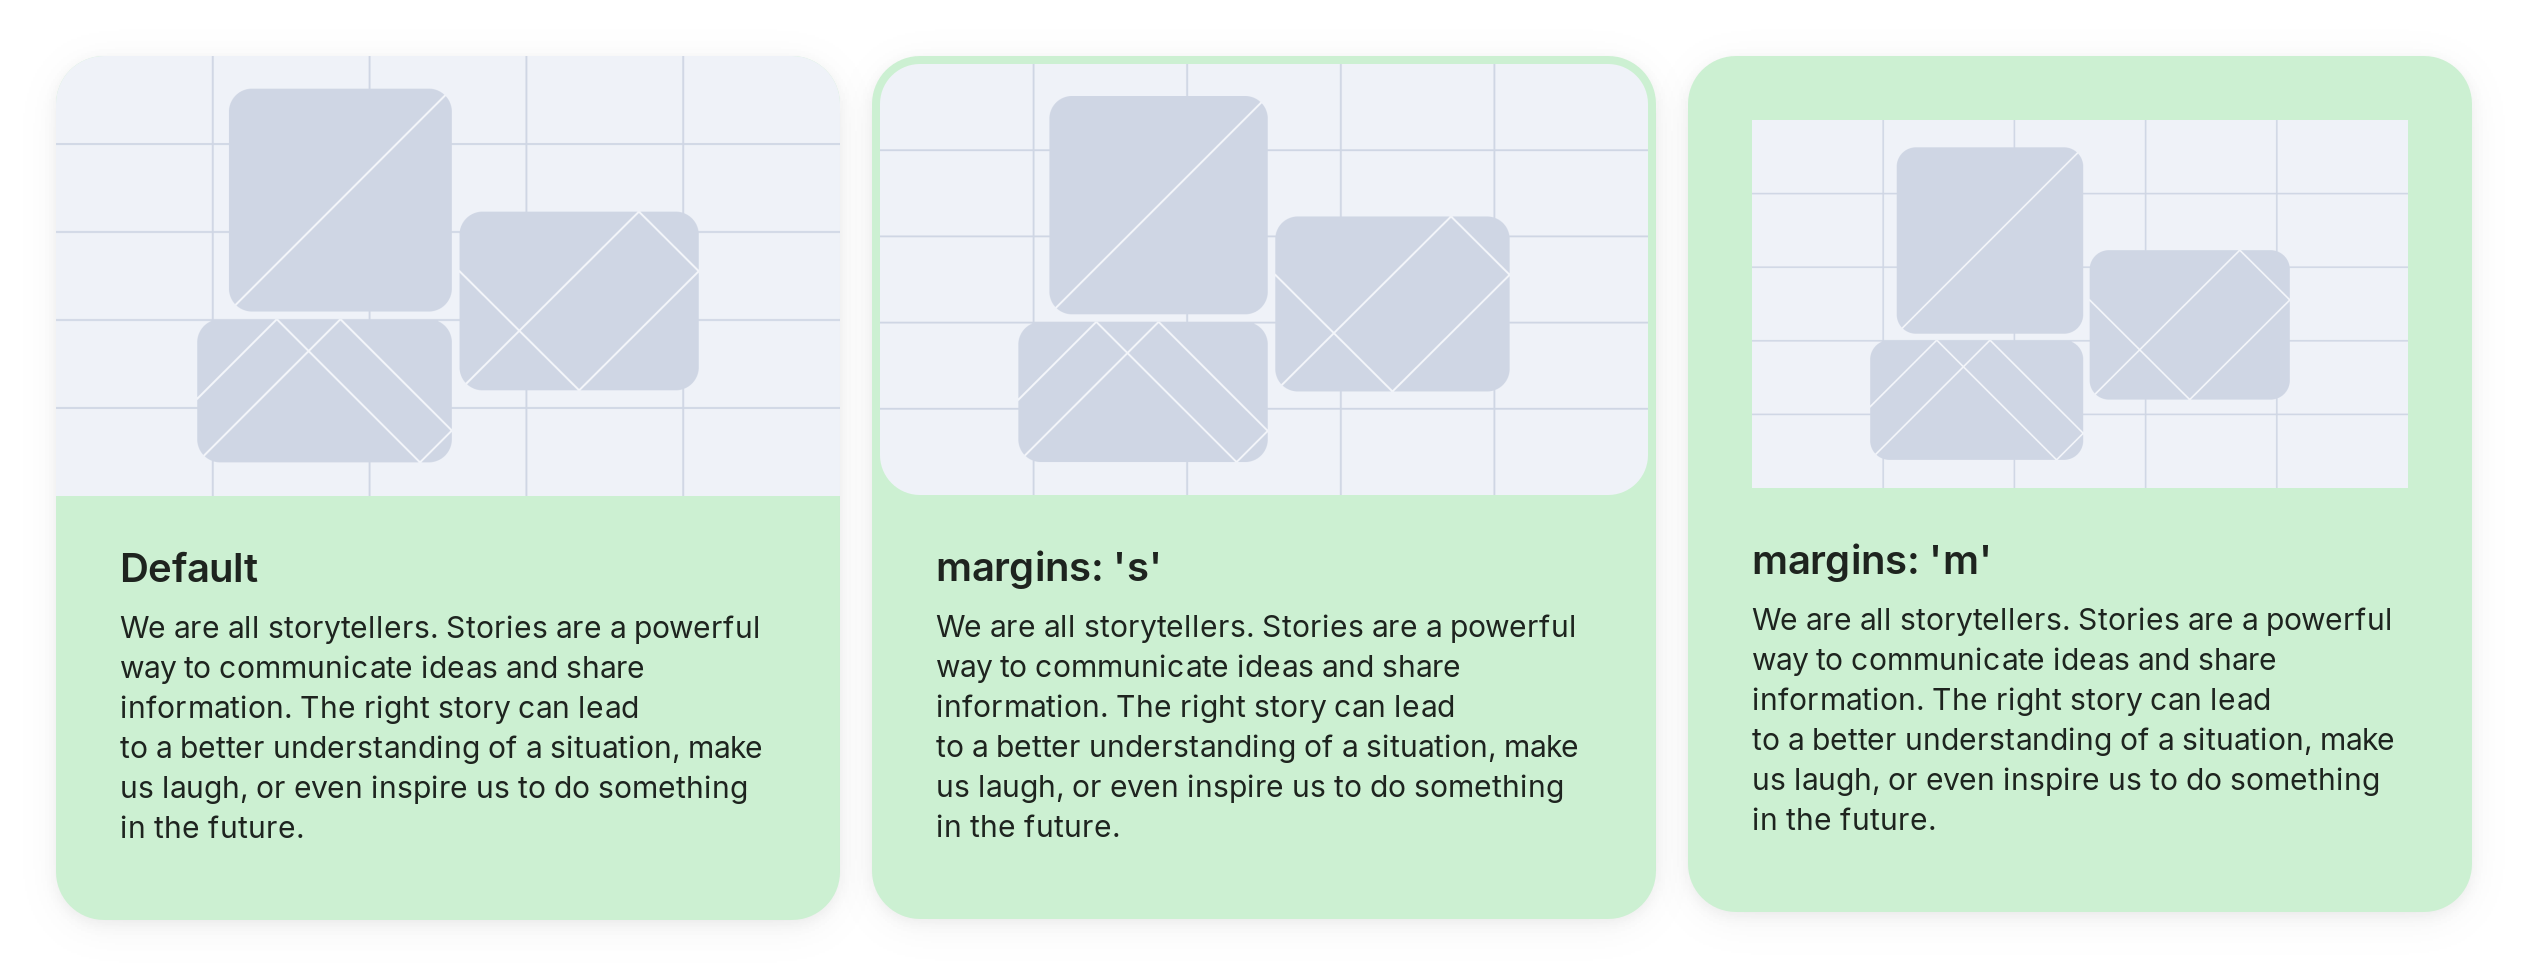 Default
We are all storytellers. Stories are a powerful
way to communicate ideas and share
information. The right story can lead
to a better understanding of a situation, make
us laugh, or even inspire us to do something
in the future.
margins: 's'
We are all storytellers. Stories are a powerful
way to communicate ideas and share
information. The right story can lead
to a better understanding of a situation, make
us laugh, or even inspire us to do something
in the future.
margins: 'm'
We are all storytellers. Stories are a powerful
way to communicate ideas and share
information. The right story can lead
to a better understanding of a situation, make
us laugh, or even inspire us to do something
in the future.